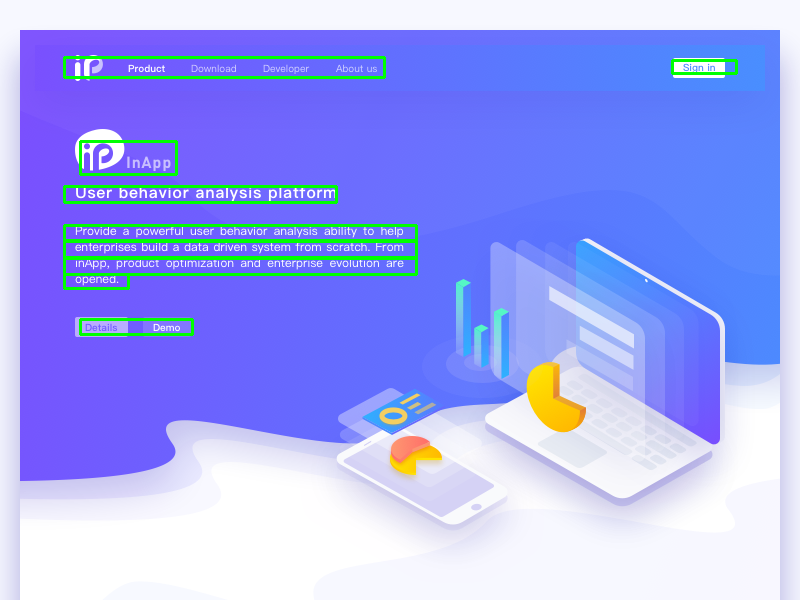 iP Product Download Developer About us Sign in
iP InApp
User behavior analysis platform
Provide a powerful user behavior analysis ability to help
enterprises build a data driven system from scratch. From
inApp, product optimization and enterprise evolution are
opened.
Details Demo